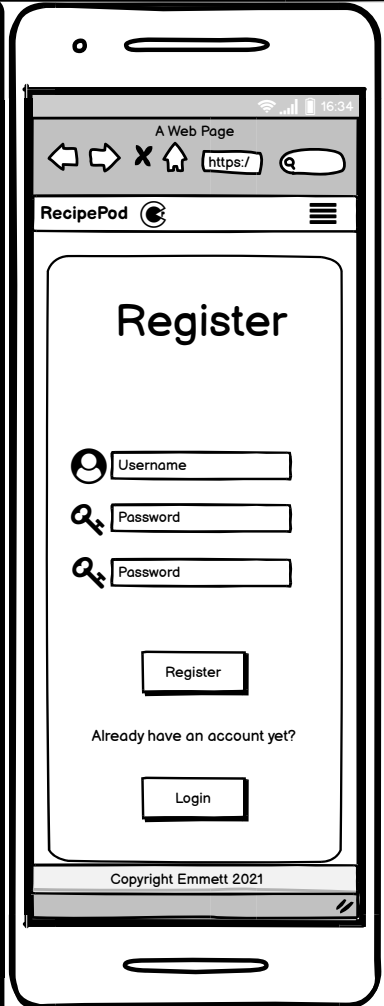 16:34
A Web Page
https:/
RecipePod
Register
Username
Password
Password
Register
Already have an account yet?
Login
Copyright Emmett 2021